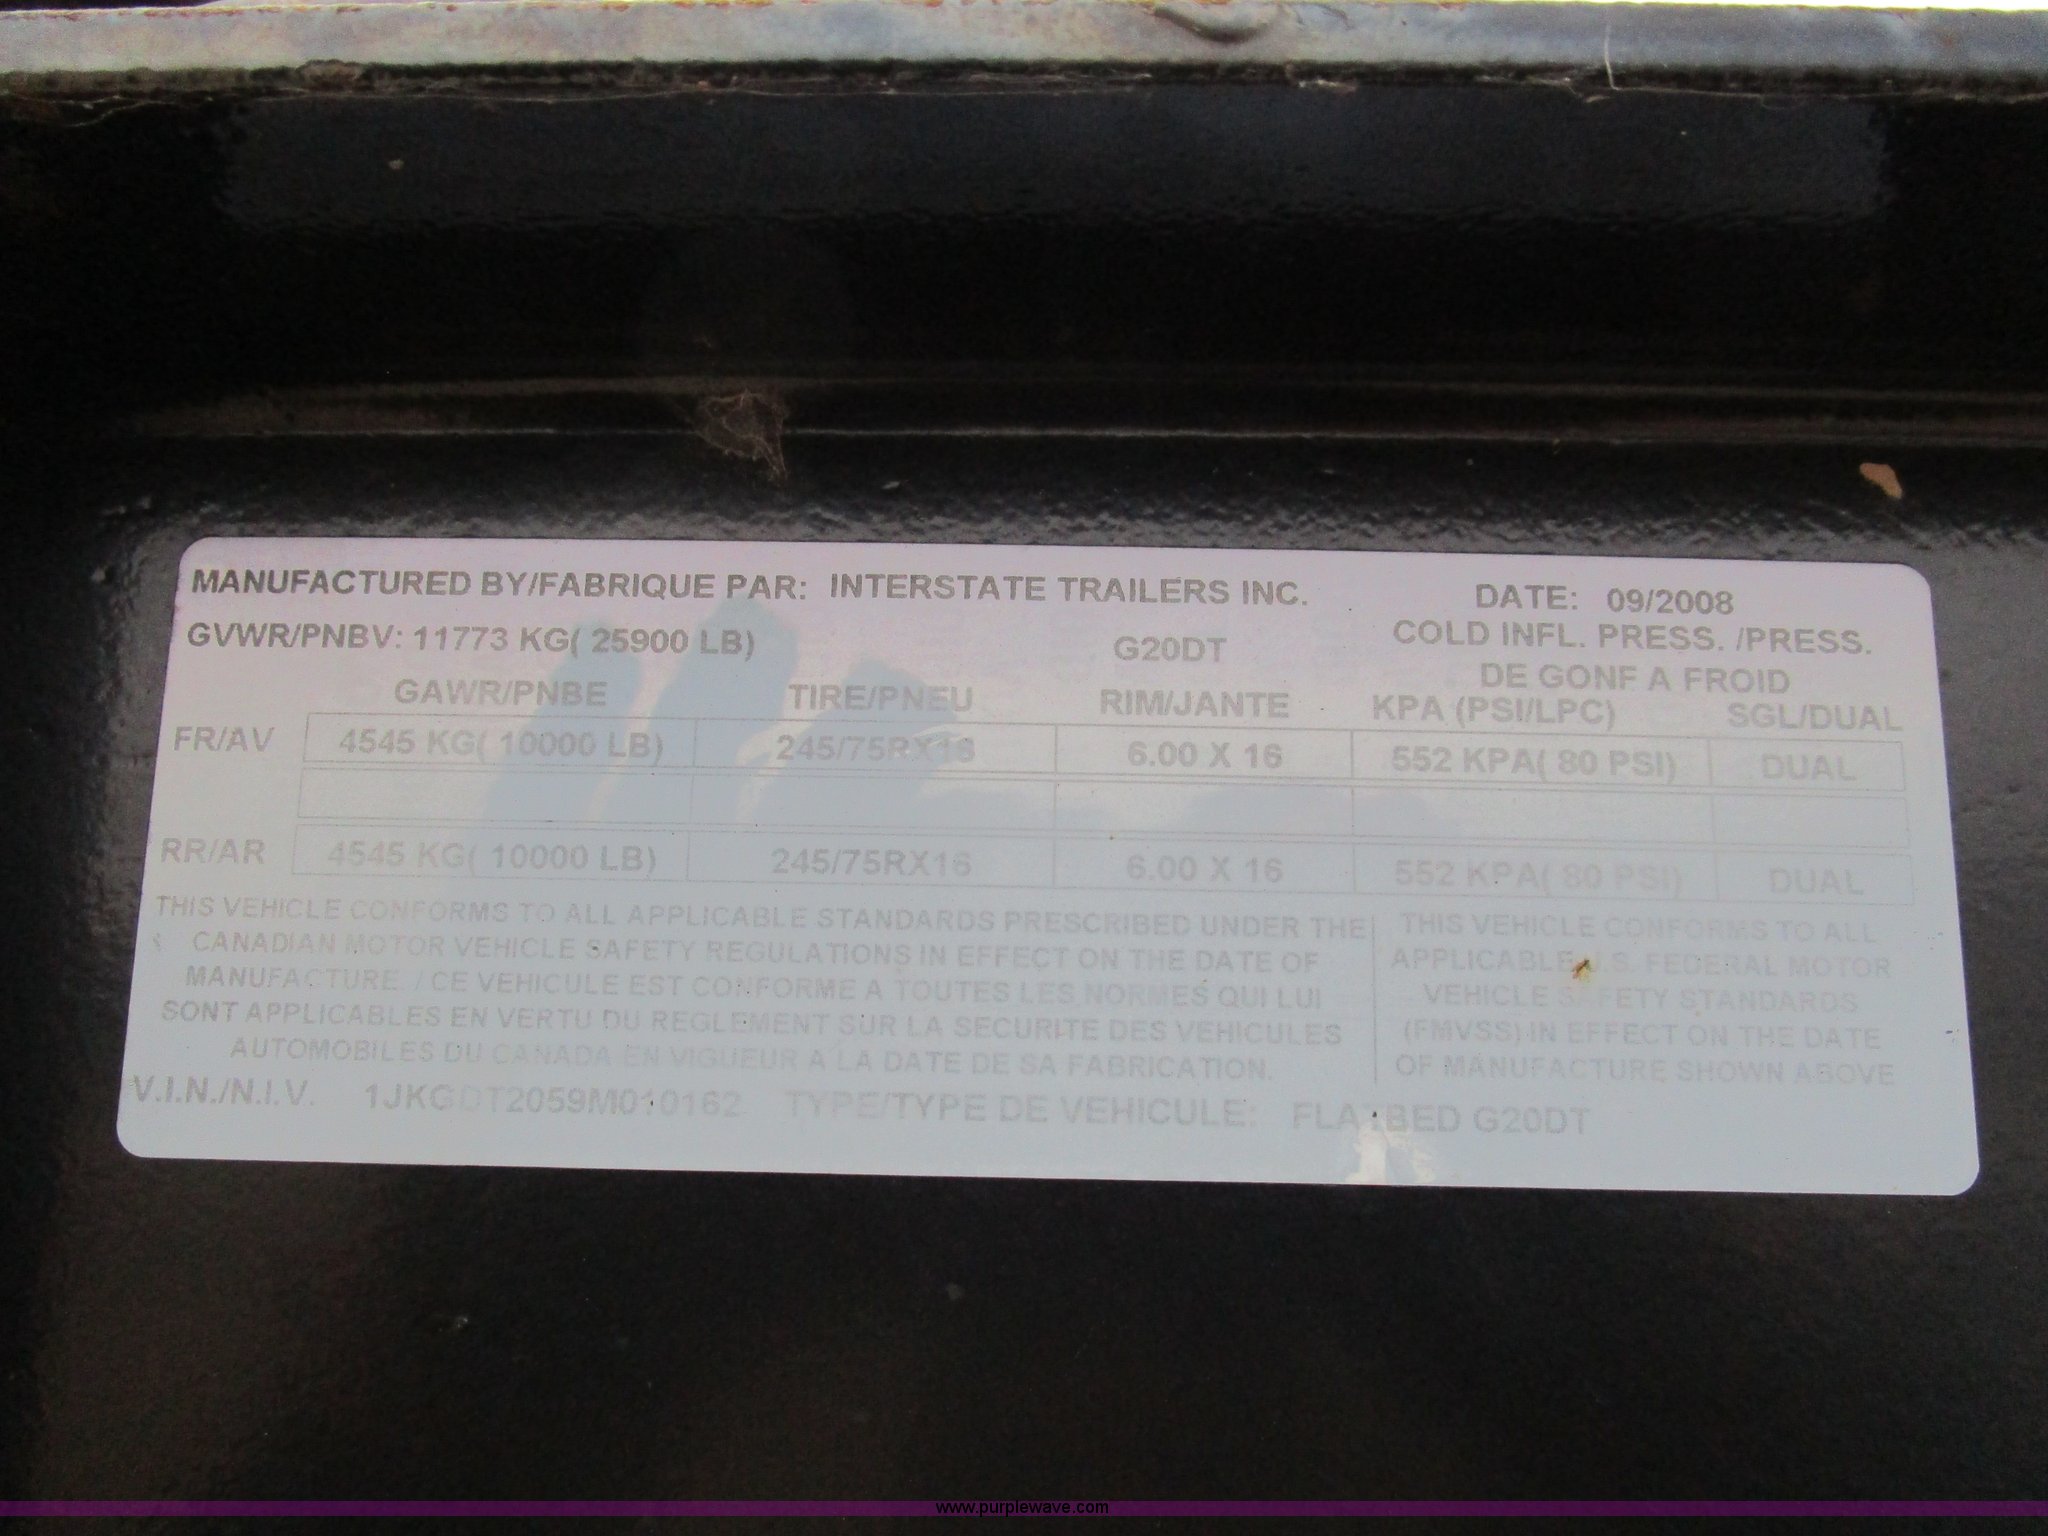 MANUFACTURED BY/FABRIQUE PAR: INTERSTATE TRAILERS INC. DATE: 09/2008
GVWR/PNBV: 11773 KG( 25900 LB) G20DT COLD INFL. PRESS. /PRESS.
DE GONF A FROID
GAWR/PNBE TIRE/PNEU RIM/JANTE KPA (PSI/LPC) SGL/DUAL
FR/AV 4545 KG( 10000 LB) 245/75RX16 6.00 X 16 552 KPA( 80 PSI) DUAL
RR/AR 4545 KG( 10000 LB) 245/75RX16 6.00 X 16 552 KPA( 80 PSI) DUAL
THIS VEHICLE CONFORMS TO ALL APPLICABLE STANDARDS PRESCRIBED UNDER THE
CANADIAN MOTOR VEHICLE SAFETY REGULATIONS IN EFFECT ON THE DATE OF
MANUFACTURE. / CE VEHICULE EST CONFORME A TOUTES LES NORMES QUI LUI
SONT APPLICABLES EN VERTU DU REGLEMENT SUR LA SECURITE DES VEHICULES
AUTOMOBILES DU CANADA EN VIGUEUR A LA DATE DE SA FABRICATION.
THIS VEHICLE CONFORMS TO ALL
APPLICABLE U.S. FEDERAL MOTOR
VEHICLE SAFETY STANDARDS
(FMVSS) IN EFFECT ON THE DATE
OF MANUFACTURE SHOWN ABOVE
V.I.N./N.I.V. 1JKGDT2059M010162 TYPE/TYPE DE VEHICULE: FLATBED G20DT
www.purplewave.com